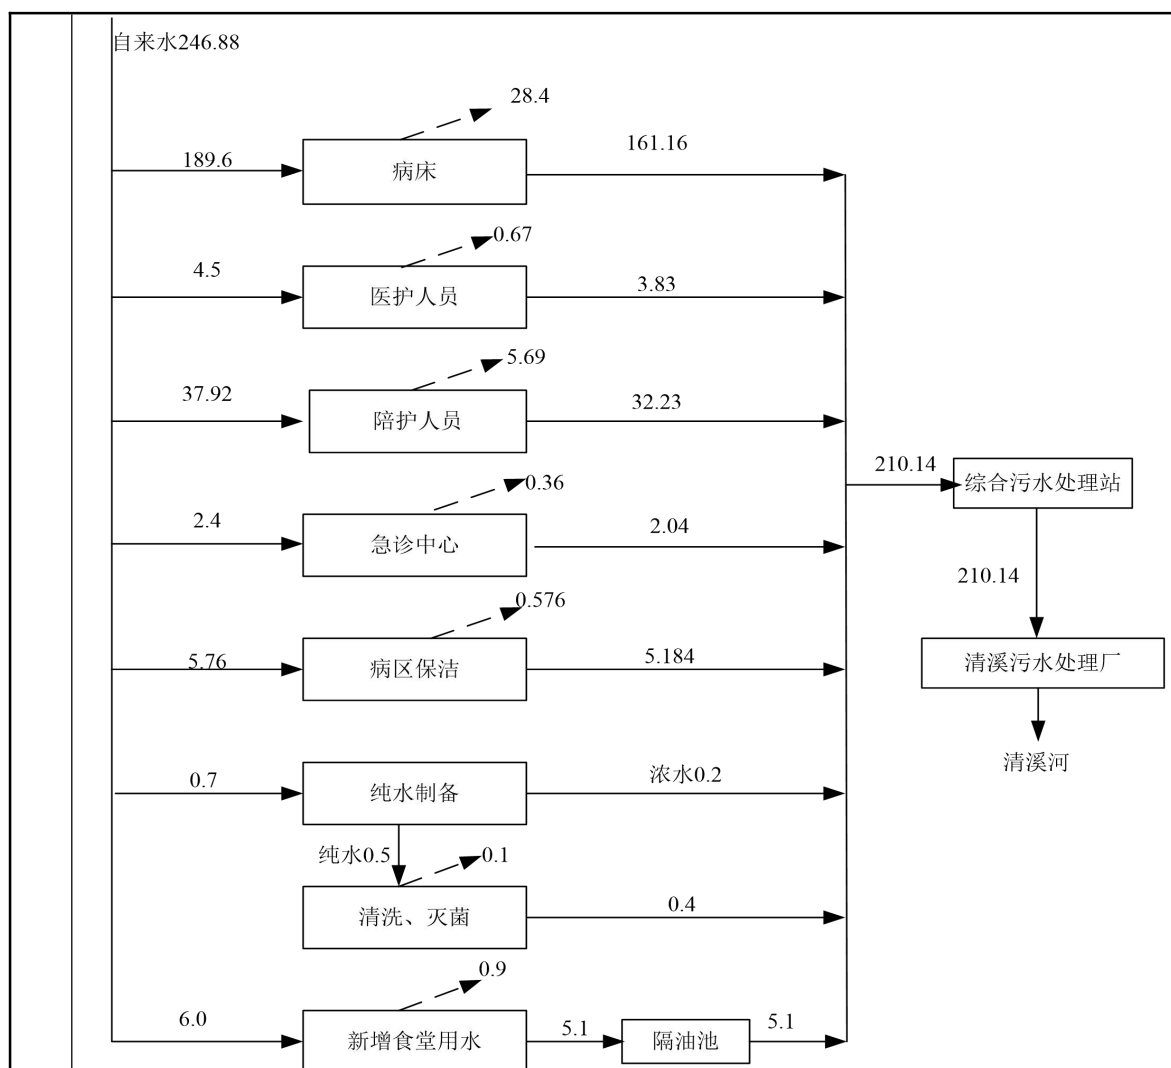 自来水246.88
28.4
189.6
病床
161.16
0.67
4.5
医护人员
3.83
5.69
37.92
陪护人员
32.23
210.14
综合污水处理站
0.36
2.4
急诊中心
2.04
210.14
0.576
5.76
病区保洁
5.184
清溪污水处理厂
清溪河
0.7
纯水制备
浓水0.2
纯水0.5
0.1
清洗、灭菌
0.4
0.9
6.0
新增食堂用水
5.1
隔油池
5.1